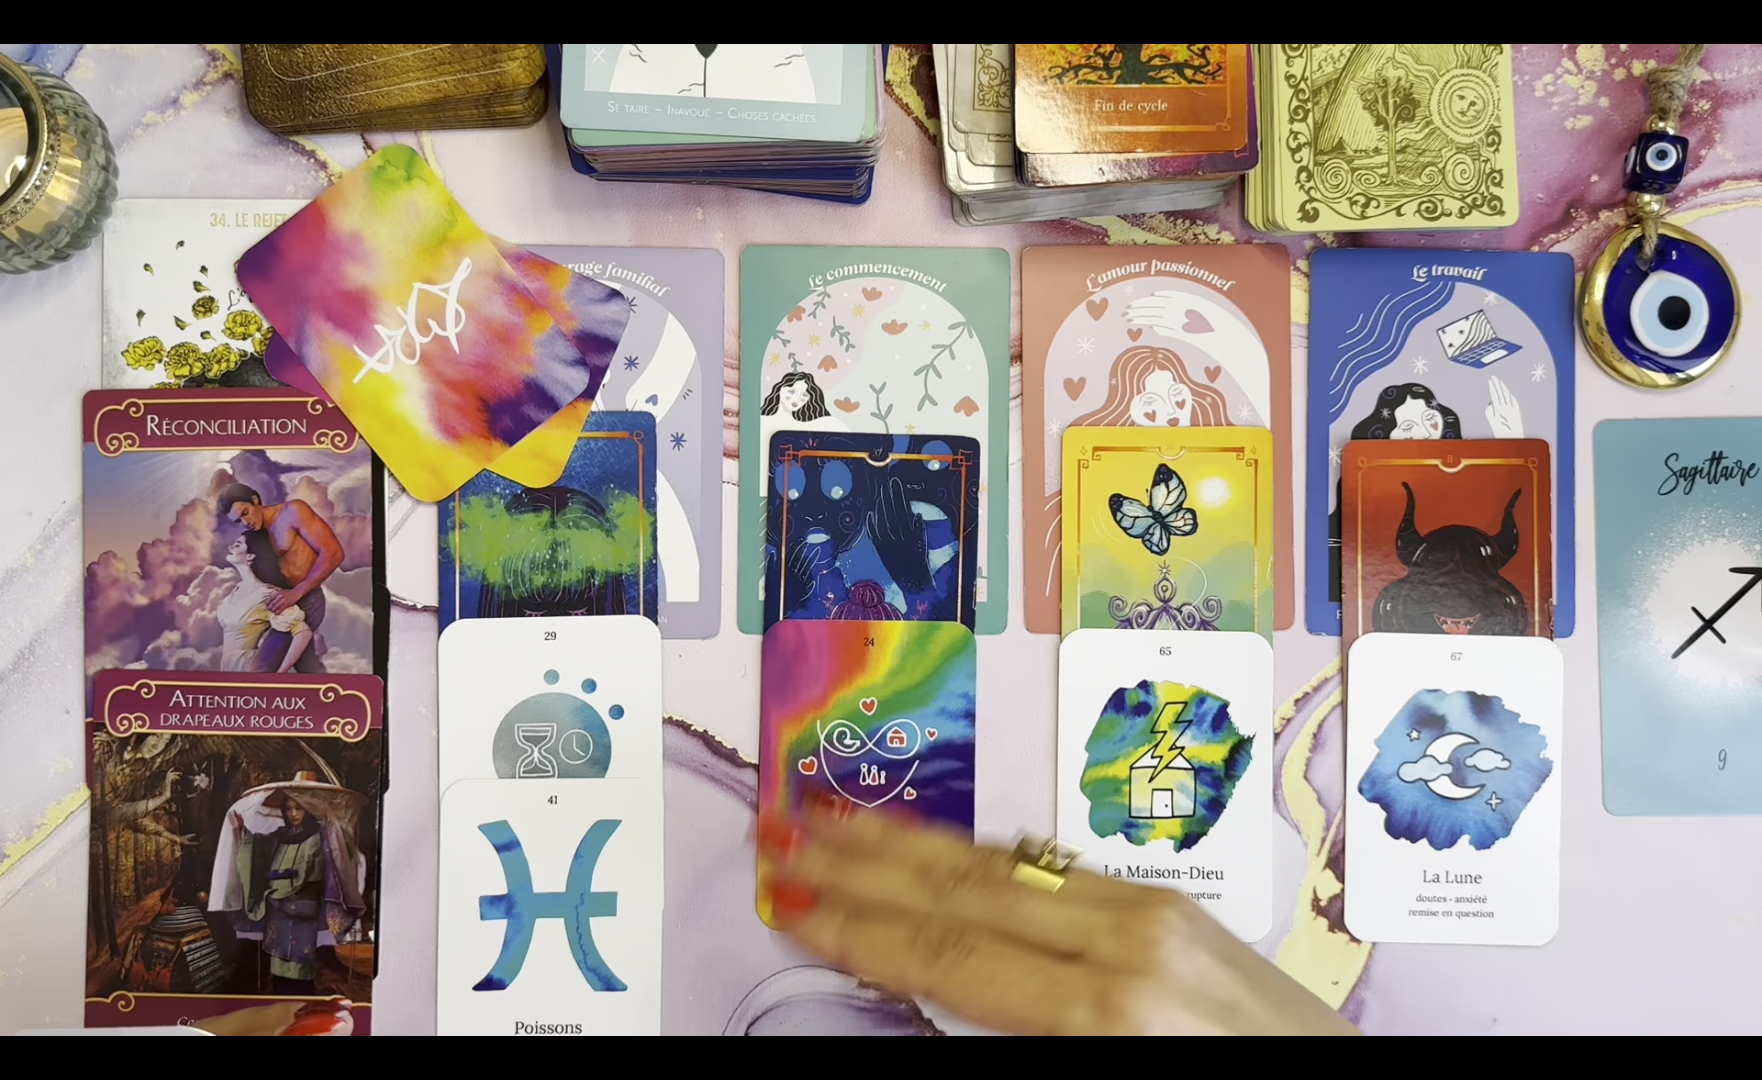 SE TAIRE – INAVOUÉ – CHOSES CACHÉES
Fin de cycle
34. LE REJET
Le commencement
L'amour passionnel
Le travail
familial
RÉCONCILIATION
37
Sagittaire
29
24
65
67
ATTENTION AUX
DRAPEAUX ROUGES
9
41
La Maison-Dieu
rupture
La Lune
doutes - anxiété
remise en question
Poissons